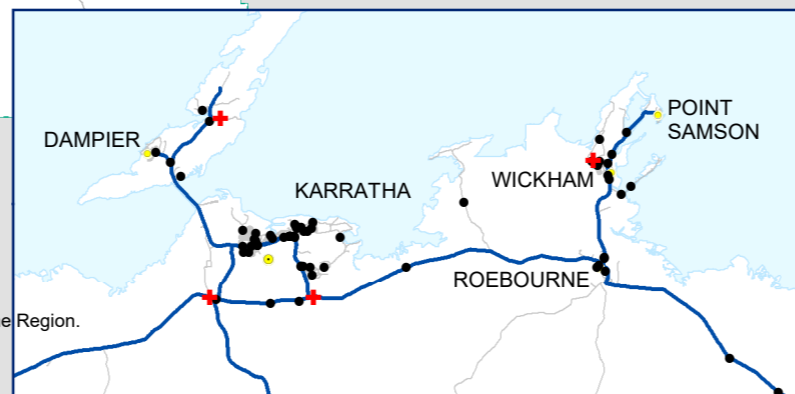 POINT
SAMSON
DAMPIER
WICKHAM
KARRATHA
ROEBOURNE
Region.